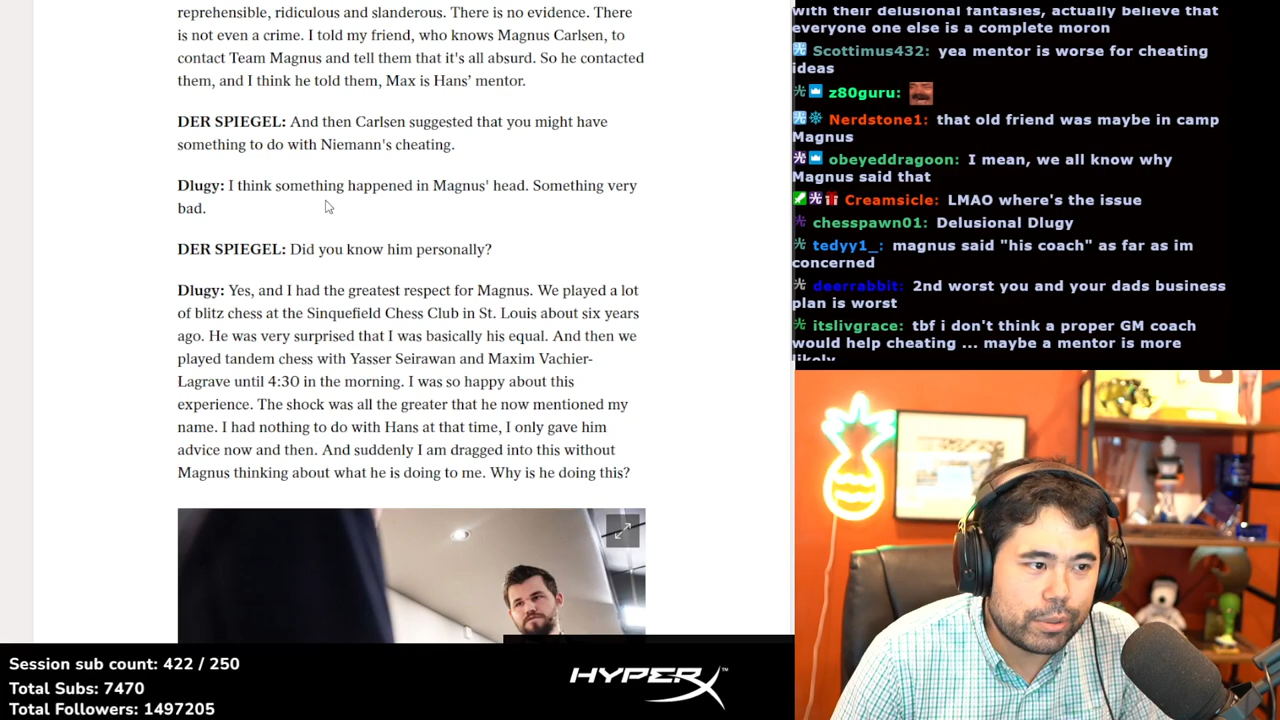 reprehensible, ridiculous and slanderous. There is no evidence. There
is not even a crime. I told my friend, who knows Magnus Carlsen, to
contact Team Magnus and tell them that it's all absurd. So he contacted
them, and I think he told them, Max is Hans’ mentor.
DER SPIEGEL: And then Carlsen suggested that you might have
something to do with Niemann's cheating.
Dlugy: I think something happened in Magnus' head. Something very
bad.
DER SPIEGEL: Did you know him personally?
Dlugy: Yes, and I had the greatest respect for Magnus. We played a lot
of blitz chess at the Sinquefield Chess Club in St. Louis about six years
ago. He was very surprised that I was basically his equal. And then we
played tandem chess with Yasser Seirawan and Maxim Vachier-
Lagrave until 4:30 in the morning. I was so happy about this
experience. The shock was all the greater that he now mentioned my
name. I had nothing to do with Hans at that time, I only gave him
advice now and then. And suddenly I am dragged into this without
Magnus thinking about what he is doing to me. Why is he doing this?
with their delusional fantasies, actually believe that
everyone one else is a complete moron
Scottimus432: yea mentor is worse for cheating
ideas
z80guru:
Nerdstone1: that old friend was maybe in camp
Magnus
obeyeddragoon: I mean, we all know why
Magnus said that
Creamsicle: LMAO where's the issue
chesspawn01: Delusional Dlugy
tedyy1_: magnus said "his coach" as far as im
concerned
deerrabbit: 2nd worst you and your dads business
plan is worst
itslivgrace: tbf i don't think a proper GM coach
would help cheating ... maybe a mentor is more
likely
Session sub count: 422 / 250
Total Subs: 7470
Total Followers: 1497205
HYPERX™